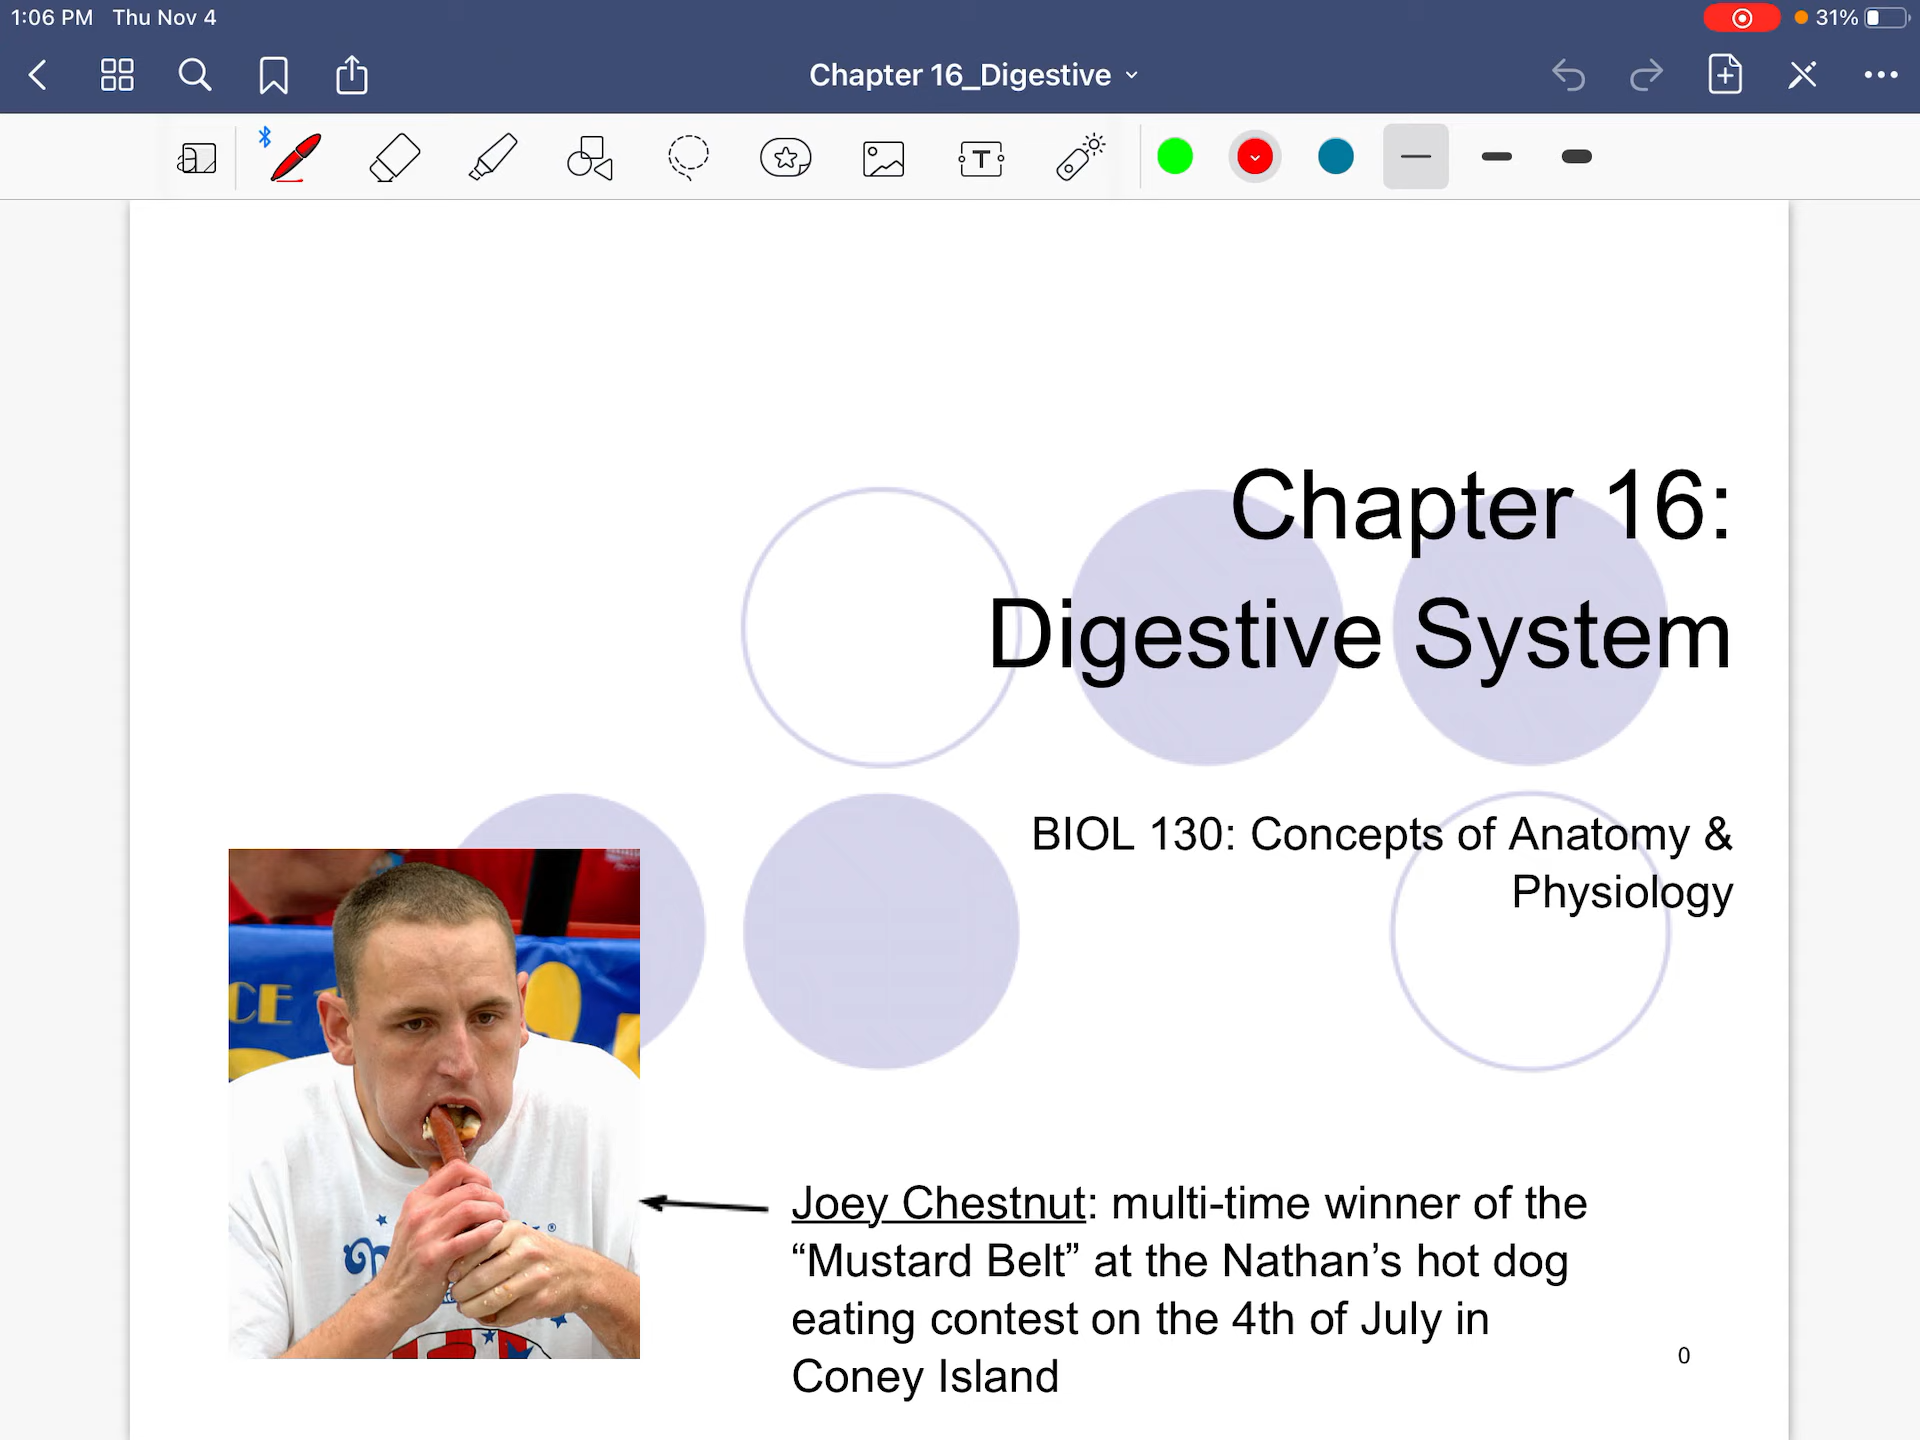 1:06 PM Thu Nov 4
31%
Chapter 16_Digestive
T
Chapter 16:
Digestive System
BIOL 130: Concepts of Anatomy &
Physiology
CE
Joey Chestnut: multi-time winner of the
“Mustard Belt” at the Nathan’s hot dog
eating contest on the 4th of July in
Coney Island
0